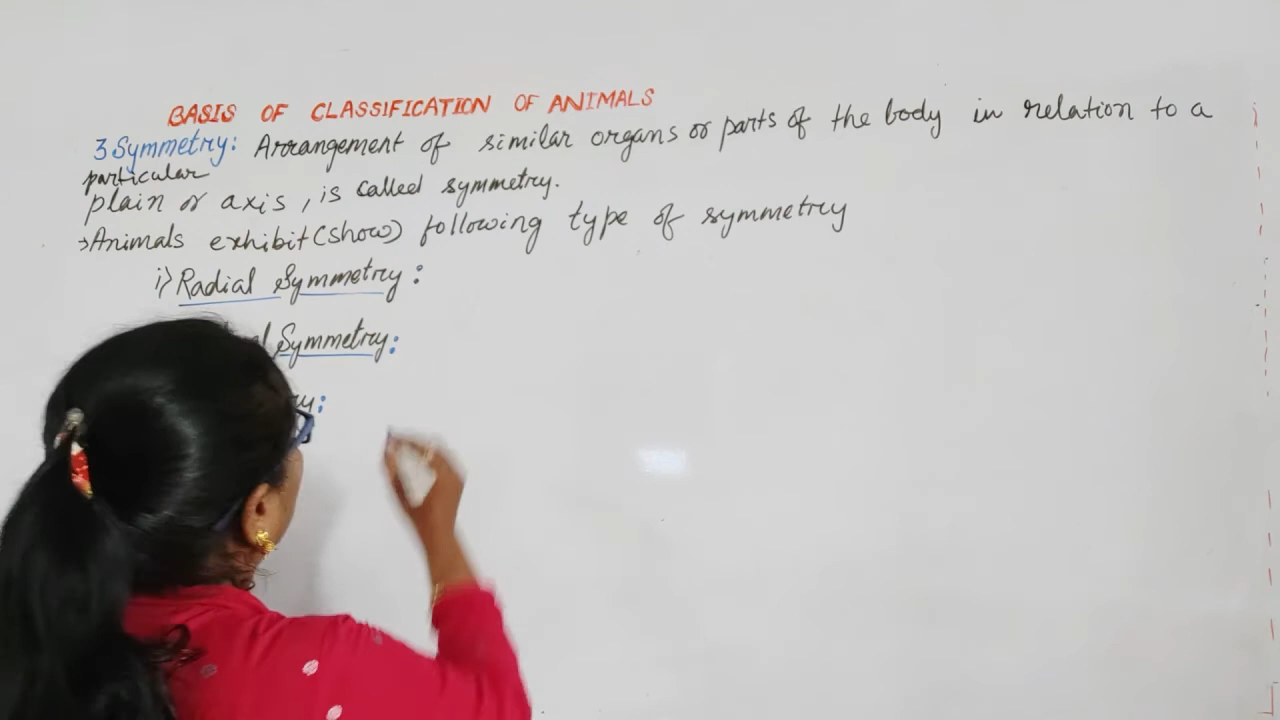 BASIS OF CLASSIFICATION OF ANIMALS
3 Symmetry: Arrangement of similar organs or parts of the body in relation to a
particular
plain or axis, is called symmetry.
→Animals exhibit (show) following type of symmetry
i) Radial Symmetry:
Symmetry: